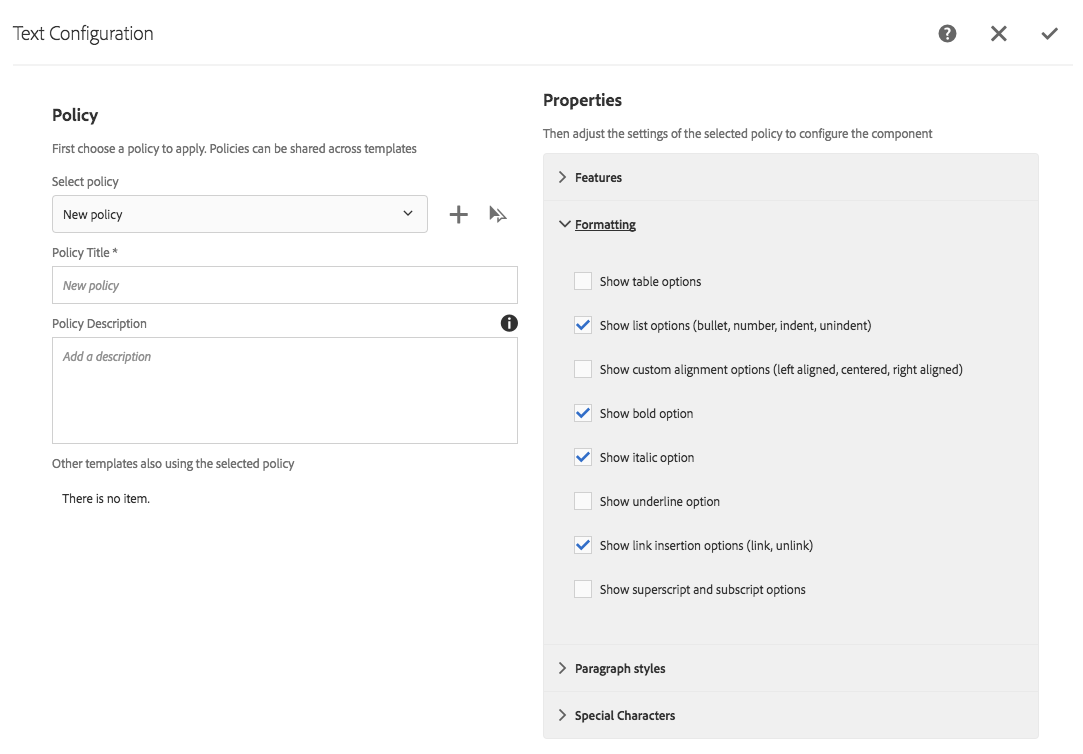 Text Configuration
Policy
First choose a policy to apply. Policies can be shared across templates
Select policy
New policy
Policy Title *
New policy
Policy Description
Add a description
Other templates also using the selected policy
There is no item.
Properties
Then adjust the settings of the selected policy to configure the component
Features
Formatting
Show table options
Show list options (bullet, number, indent, unindent)
Show custom alignment options (left aligned, centered, right aligned)
Show bold option
Show italic option
Show underline option
Show link insertion options (link, unlink)
Show superscript and subscript options
Paragraph styles
Special Characters